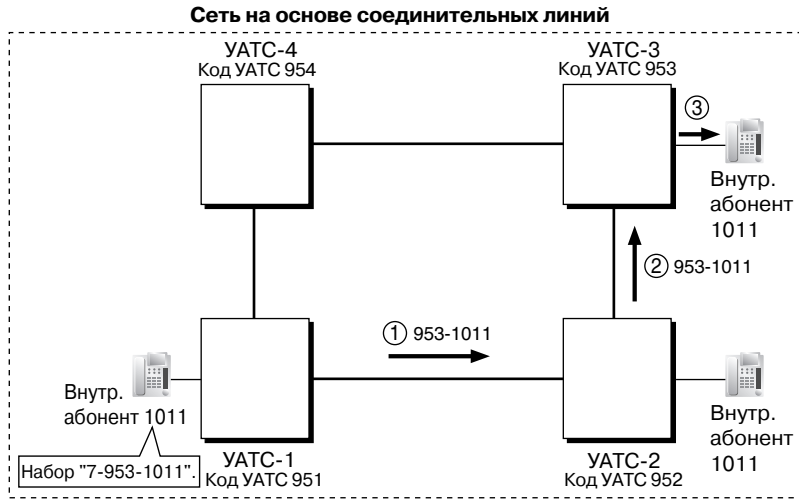 Сеть на основе соединительных линий
УАТС-4
Код УАТС 954
УАТС-3
Код УАТС 953
③
Внутр.
абонент
1011
② 953-1011
① 953-1011
Внутр.
абонент 1011
Набор "7-953-1011".
УАТС-1
Код УАТС 951
УАТС-2
Код УАТС 952
Внутр.
абонент
1011